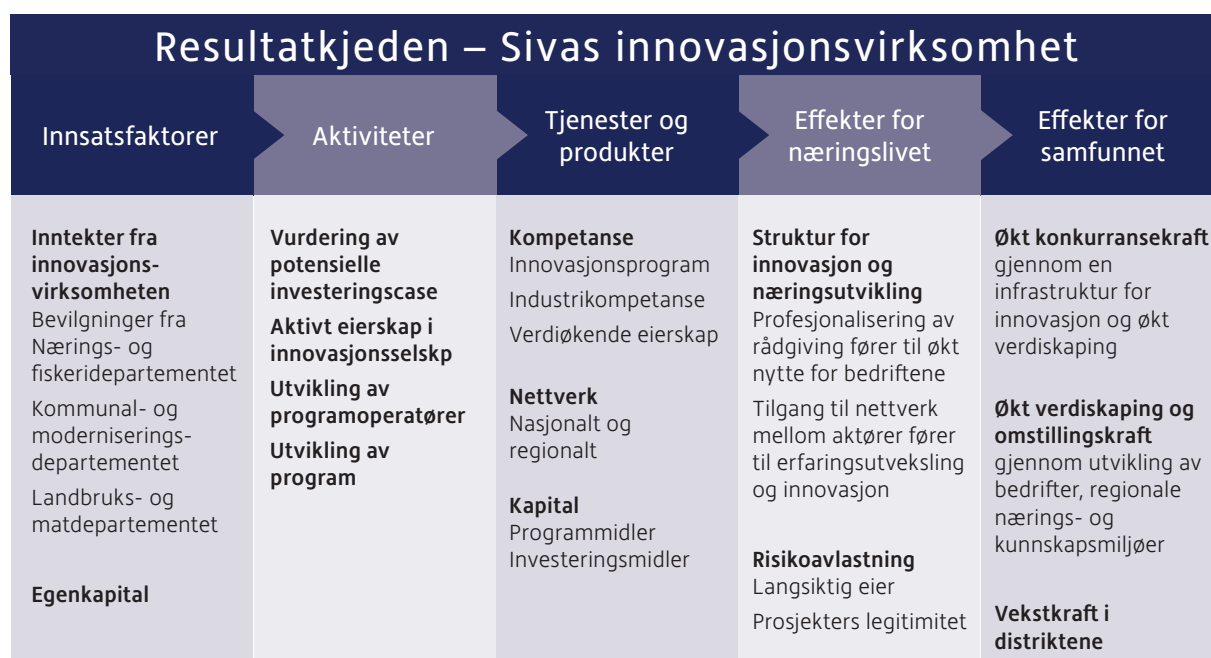 Resultatkjeden – Sivas innovasjonsvirksomhet
Innsatsfaktorer
Aktiviteter
Tjenester og
produkter
Effekter for
næringslivet
Effekter for
samfunnet
Inntekter fra
innovasjons-
virksomheten
Bevilgninger fra
Nærings- og
fiskeridepartementet
Kommunal- og
moderniserings-
departementet
Landbruks- og
matdepartementet
Egenkapital
Vurdering av
potensielle
investeringscase
Aktivt eierskap i
innovasjonsselskp
Utvikling av
programoperatører
Utvikling av
program
Kompetanse
Innovasjonsprogram
Industrikompetanse
Verdiøkende eierskap
Nettverk
Nasjonalt og
regionalt
Kapital
Programmidler
Investeringsmidler
Struktur for
innovasjon og
næringsutvikling
Profesjonalisering av
rådgiving fører til økt
nytte for bedriftene
Tilgang til nettverk
mellom aktører fører
til erfaringsutveksling
og innovasjon
Risikoavlastning
Langsiktig eier
Prosjekters legitimitet
Økt konkurransekraft
gjennom en
infrastruktur for
innovasjon og økt
verdiskaping
Økt verdiskaping og
omstillingskraft
gjennom utvikling av
bedrifter, regionale
nærings- og
kunnskapsmiljøer
Vekstkraft i
distriktene